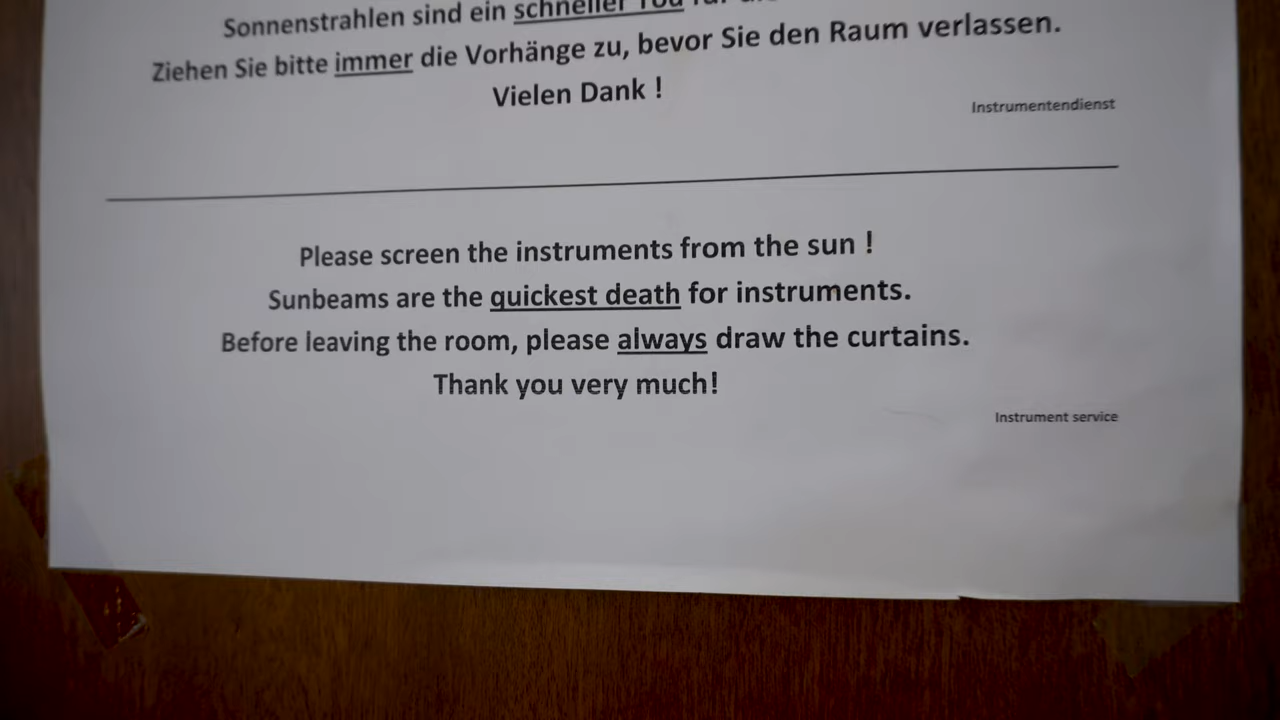 Sonnenstrahlen sind ein schneller Tod für
Ziehen Sie bitte immer die Vorhänge zu, bevor Sie den Raum verlassen.
Vielen Dank !
Instrumentendienst
Please screen the instruments from the sun !
Sunbeams are the quickest death for instruments.
Before leaving the room, please always draw the curtains.
Thank you very much!
Instrument service